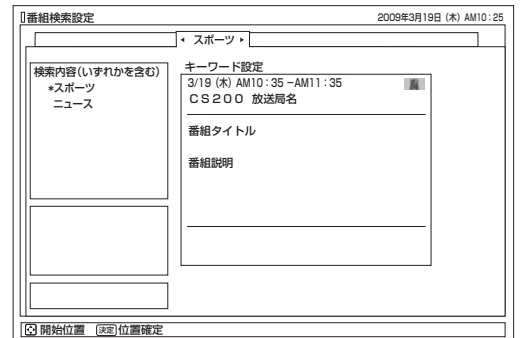 番組検索設定
2009年3月19日 (木) AM10:25
スポーツ
検索内容(いずれかを含む)
*スポーツ
ニュース
キーワード設定
3/19 (木) AM10:35 −AM11:35
CS200 放送局名
番組タイトル
番組説明
開始位置 決定 位置確定